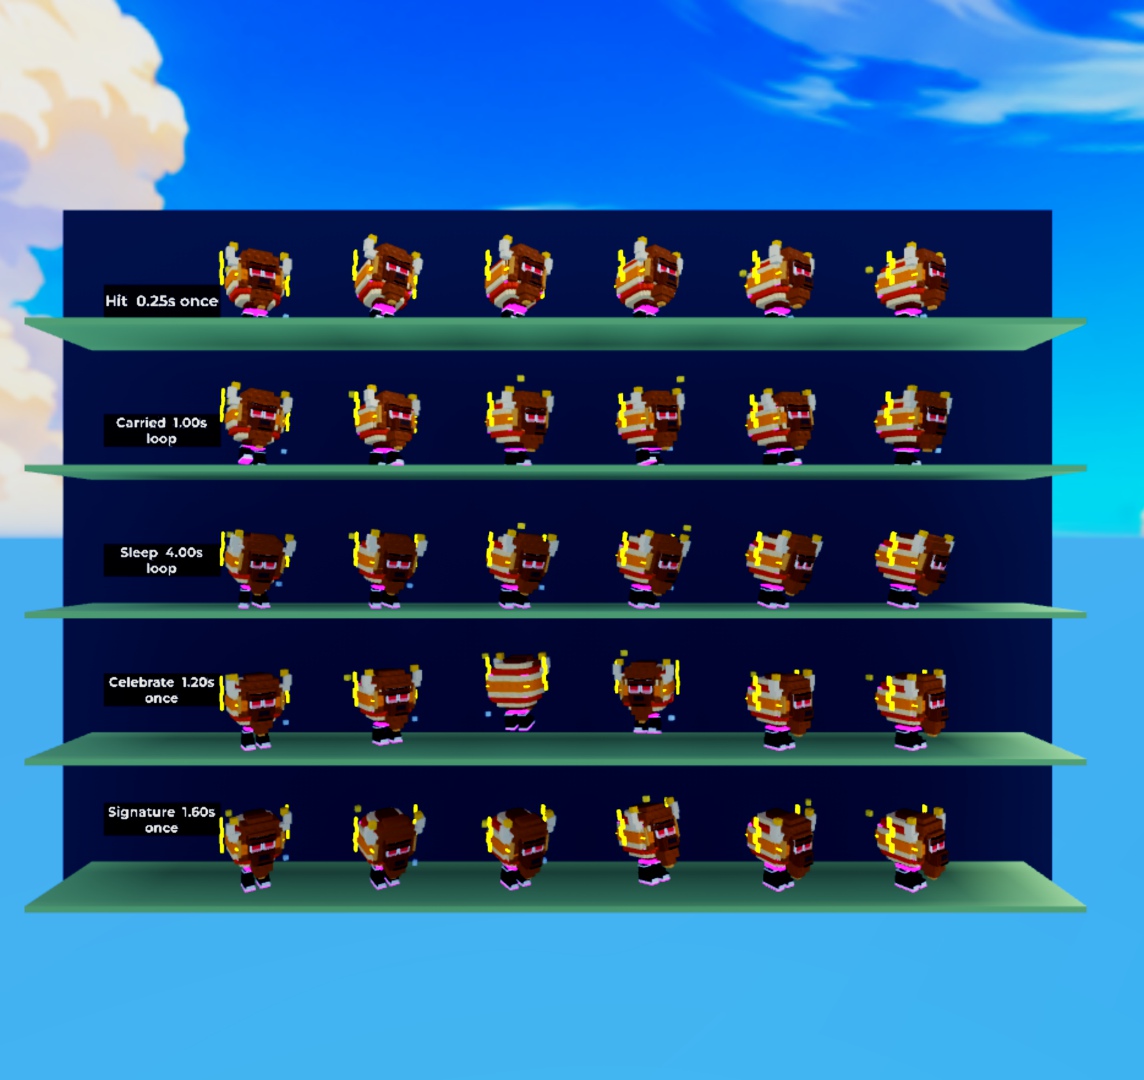 Hit 0.25s once
Carried 1.00s
loop
Sleep 4.00s
loop
Celebrate 1.20s
once
Signature 1.60s
once